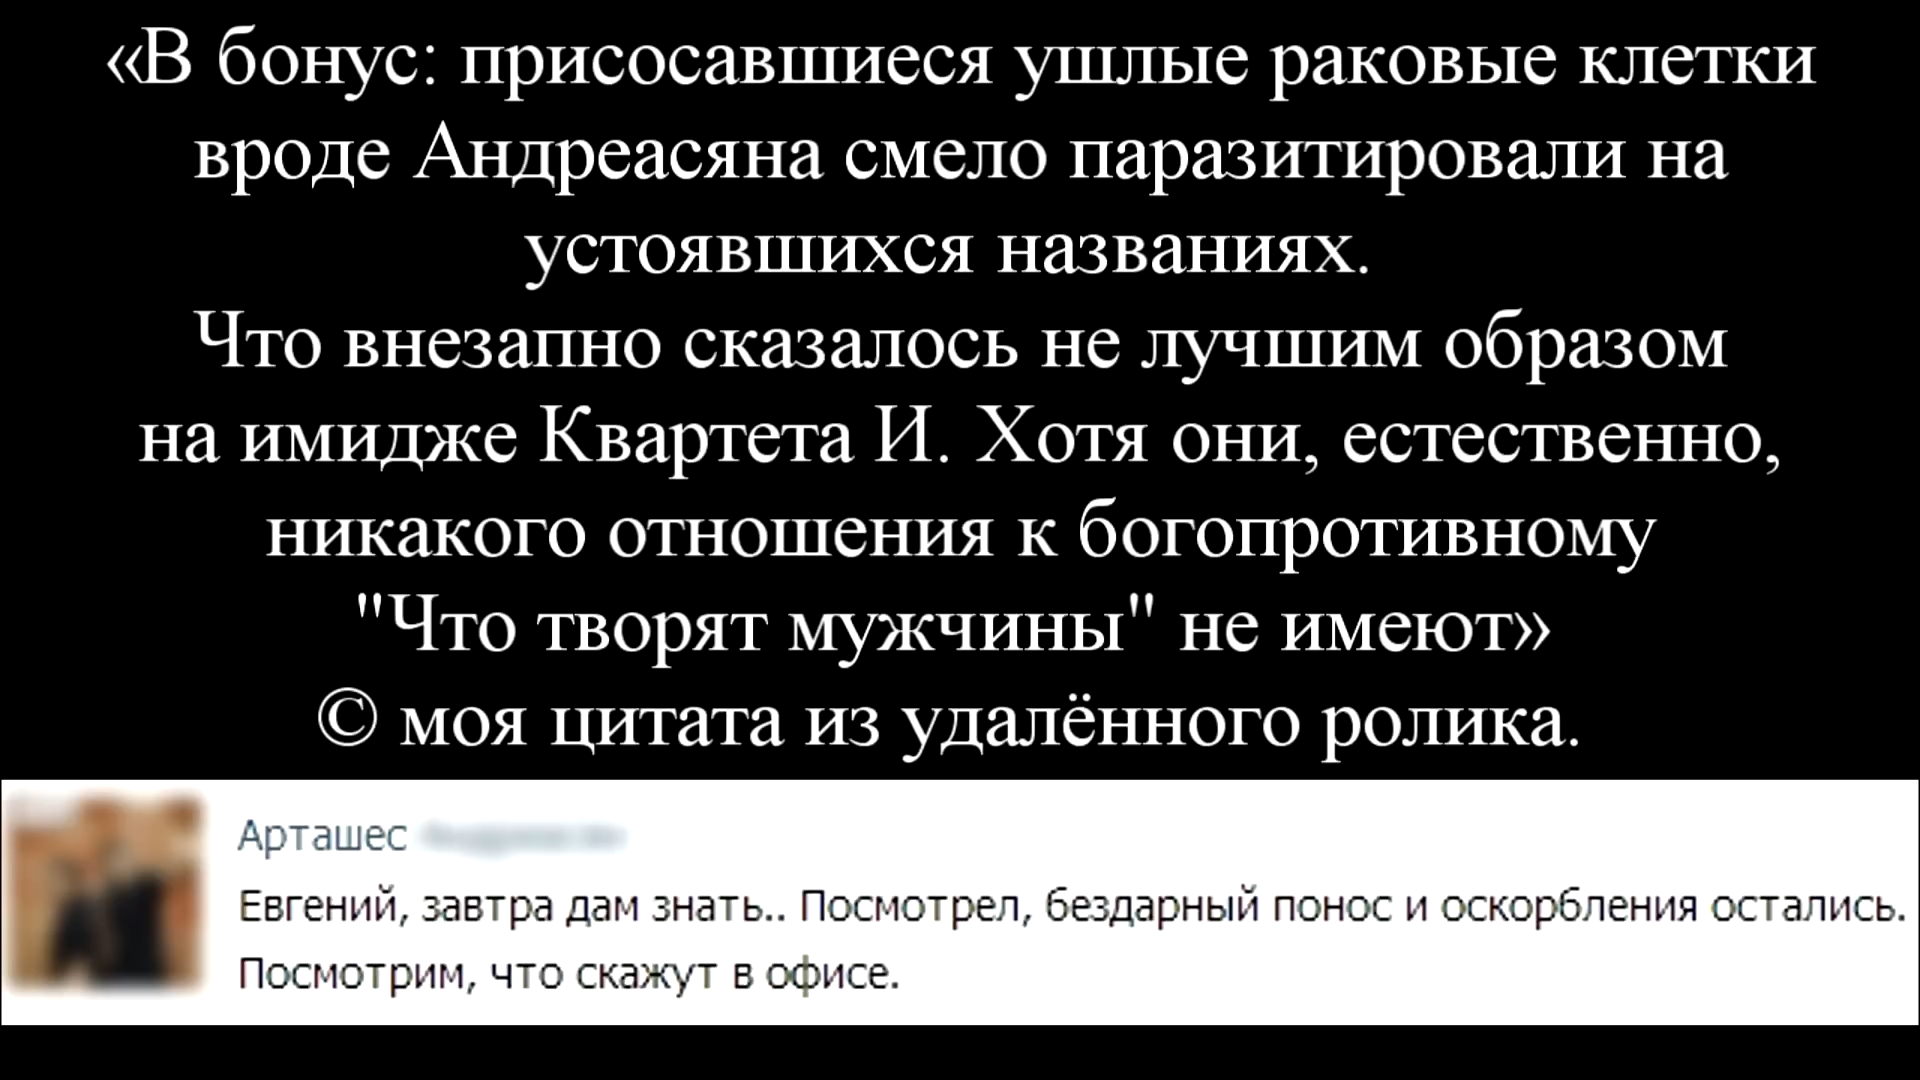 «В бонус: присосавшиеся ушлые раковые клетки
вроде Андреасяна смело паразитировали на
устоявшихся названиях.
Что внезапно сказалось не лучшим образом
на имидже Квартета И. Хотя они, естественно,
никакого отношения к богопротивному
"Что творят мужчины" не имеют»
© моя цитата из удалённого ролика.
Арташес
Евгений, завтра дам знать.. Посмотрел, бездарный понос и оскорбления остались.
Посмотрим, что скажут в офисе.